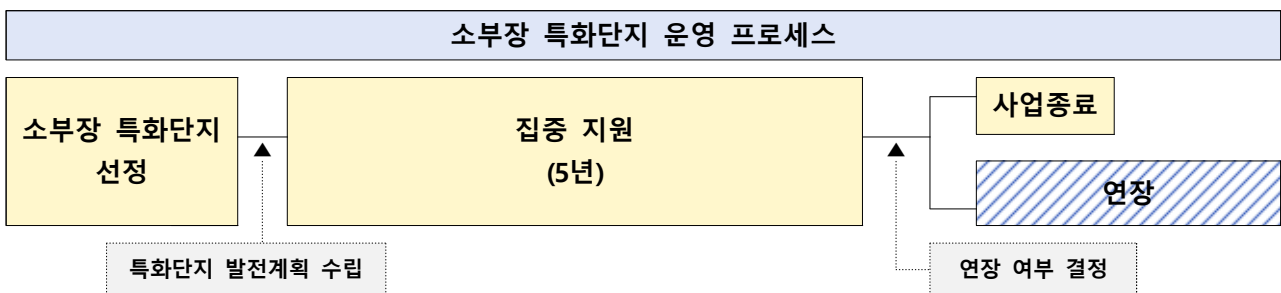 소부장 특화단지 운영 프로세스
소부장 특화단지
선정
집중 지원
(5년)
사업종료
연장
특화단지 발전계획 수립
연장 여부 결정